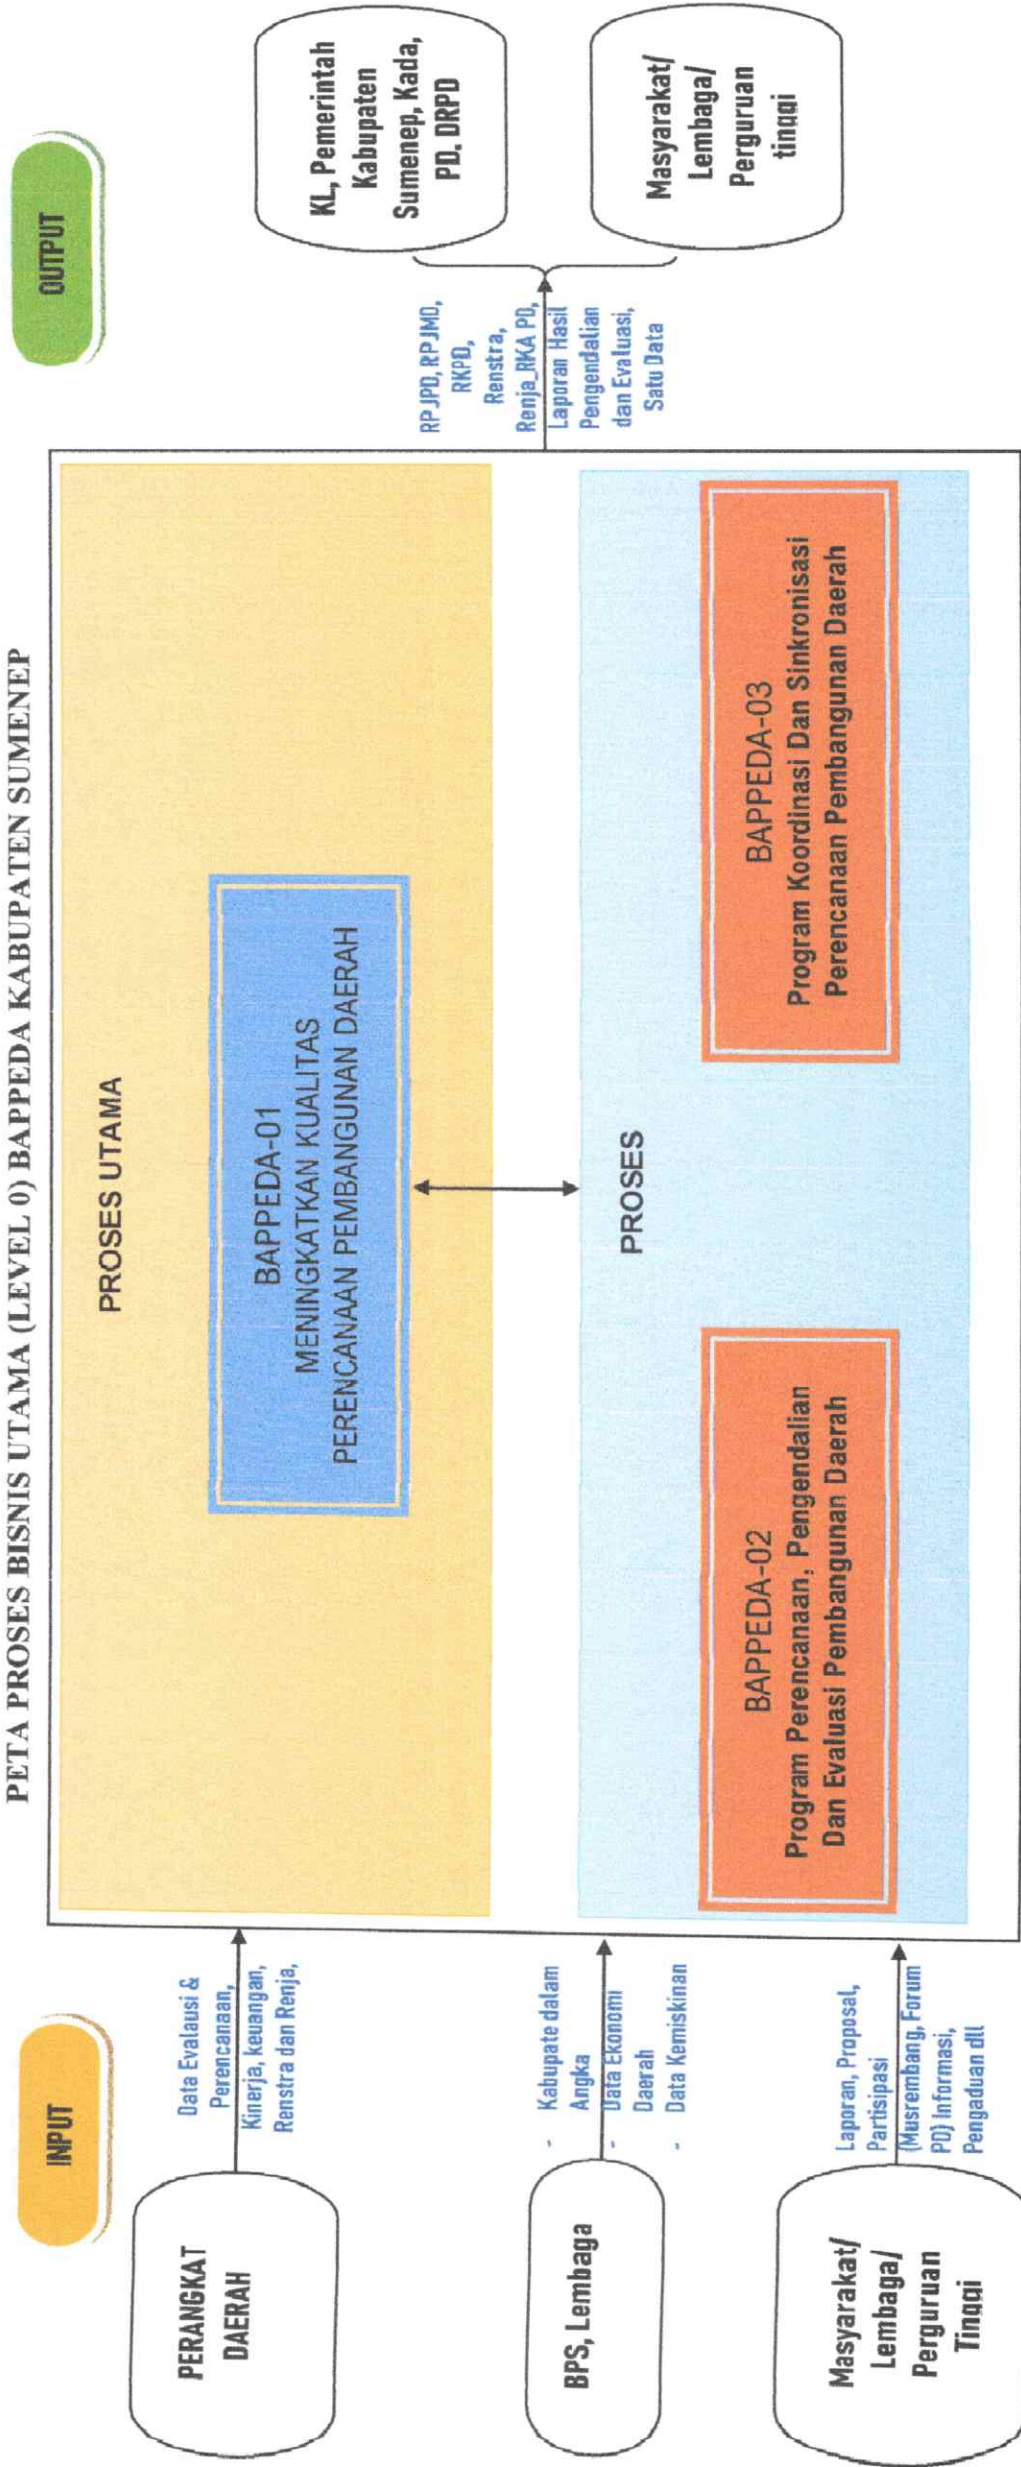 PETA PROSES BISNIS UTAMA (LEVEL 0) BAPPEDA KABUPATEN SUMENEP
INPUT
OUTPUT
PERANGKAT
DAERAH
Data Evalausi &
Perencanaan,
Kinerja, keuangan,
Renstra dan Renja,
BPS, Lembaga
- Kabupate dalam
Angka
- Data Ekonomi
Daerah
- Data Kemiskinan
Masyarakat/
Lembaga/
Perguruan
Tinggi
Laporan, Proposal,
Partisipasi
(Musrembang, Forum
PD) Informasi,
Pengaduan dll
PROSES UTAMA
BAPPEDA-01
MENINGKATKAN KUALITAS
PERENCANAAN PEMBANGUNAN DAERAH
PROSES
BAPPEDA-02
Program Perencanaan, Pengendalian
Dan Evaluasi Pembangunan Daerah
BAPPEDA-03
Program Koordinasi Dan Sinkronisasi
Perencanaan Pembangunan Daerah
RPJPD, RPJMD,
RKPD,
Renstra,
Renja_RKA PD,
Laporan Hasil
Pengendalian
dan Evaluasi,
Satu Data
KL, Pemerintah
Kabupaten
Sumenep, Kada,
PD. DRPD
Masyarakat/
Lembaga/
Perguruan
tinggi